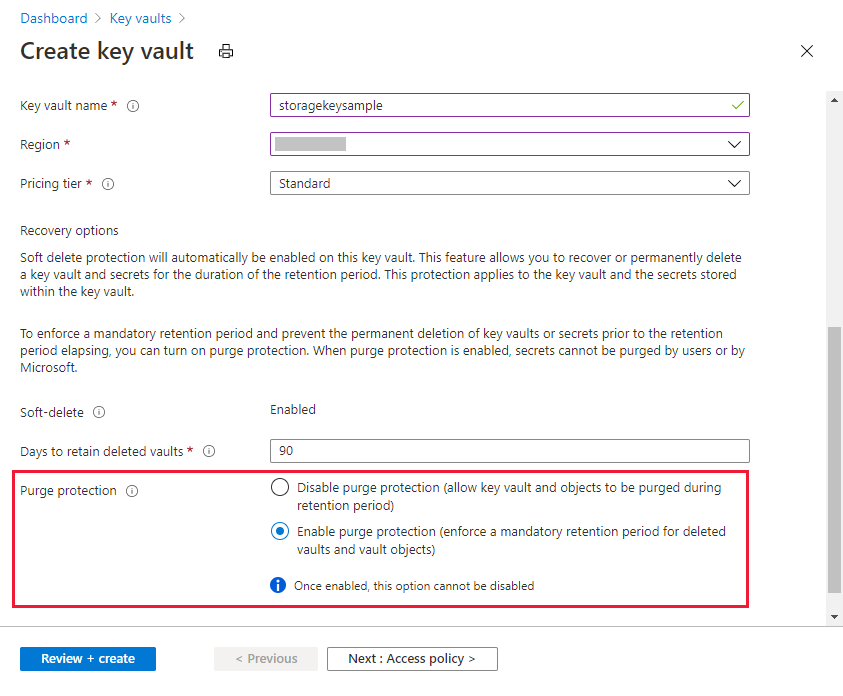 Dashboard > Key vaults >
Create key vault
Key vault name *
storagekeysample
Region *
Pricing tier *
Standard
Recovery options
Soft delete protection will automatically be enabled on this key vault. This feature allows you to recover or permanently delete
a key vault and secrets for the duration of the retention period. This protection applies to the key vault and the secrets stored
within the key vault.
To enforce a mandatory retention period and prevent the permanent deletion of key vaults or secrets prior to the retention
period elapsing, you can turn on purge protection. When purge protection is enabled, secrets cannot be purged by users or by
Microsoft.
Soft-delete
Enabled
Days to retain deleted vaults *
90
Purge protection
Disable purge protection (allow key vault and objects to be purged during
retention period)
Enable purge protection (enforce a mandatory retention period for deleted
vaults and vault objects)
Once enabled, this option cannot be disabled
Review + create
< Previous
Next : Access policy >